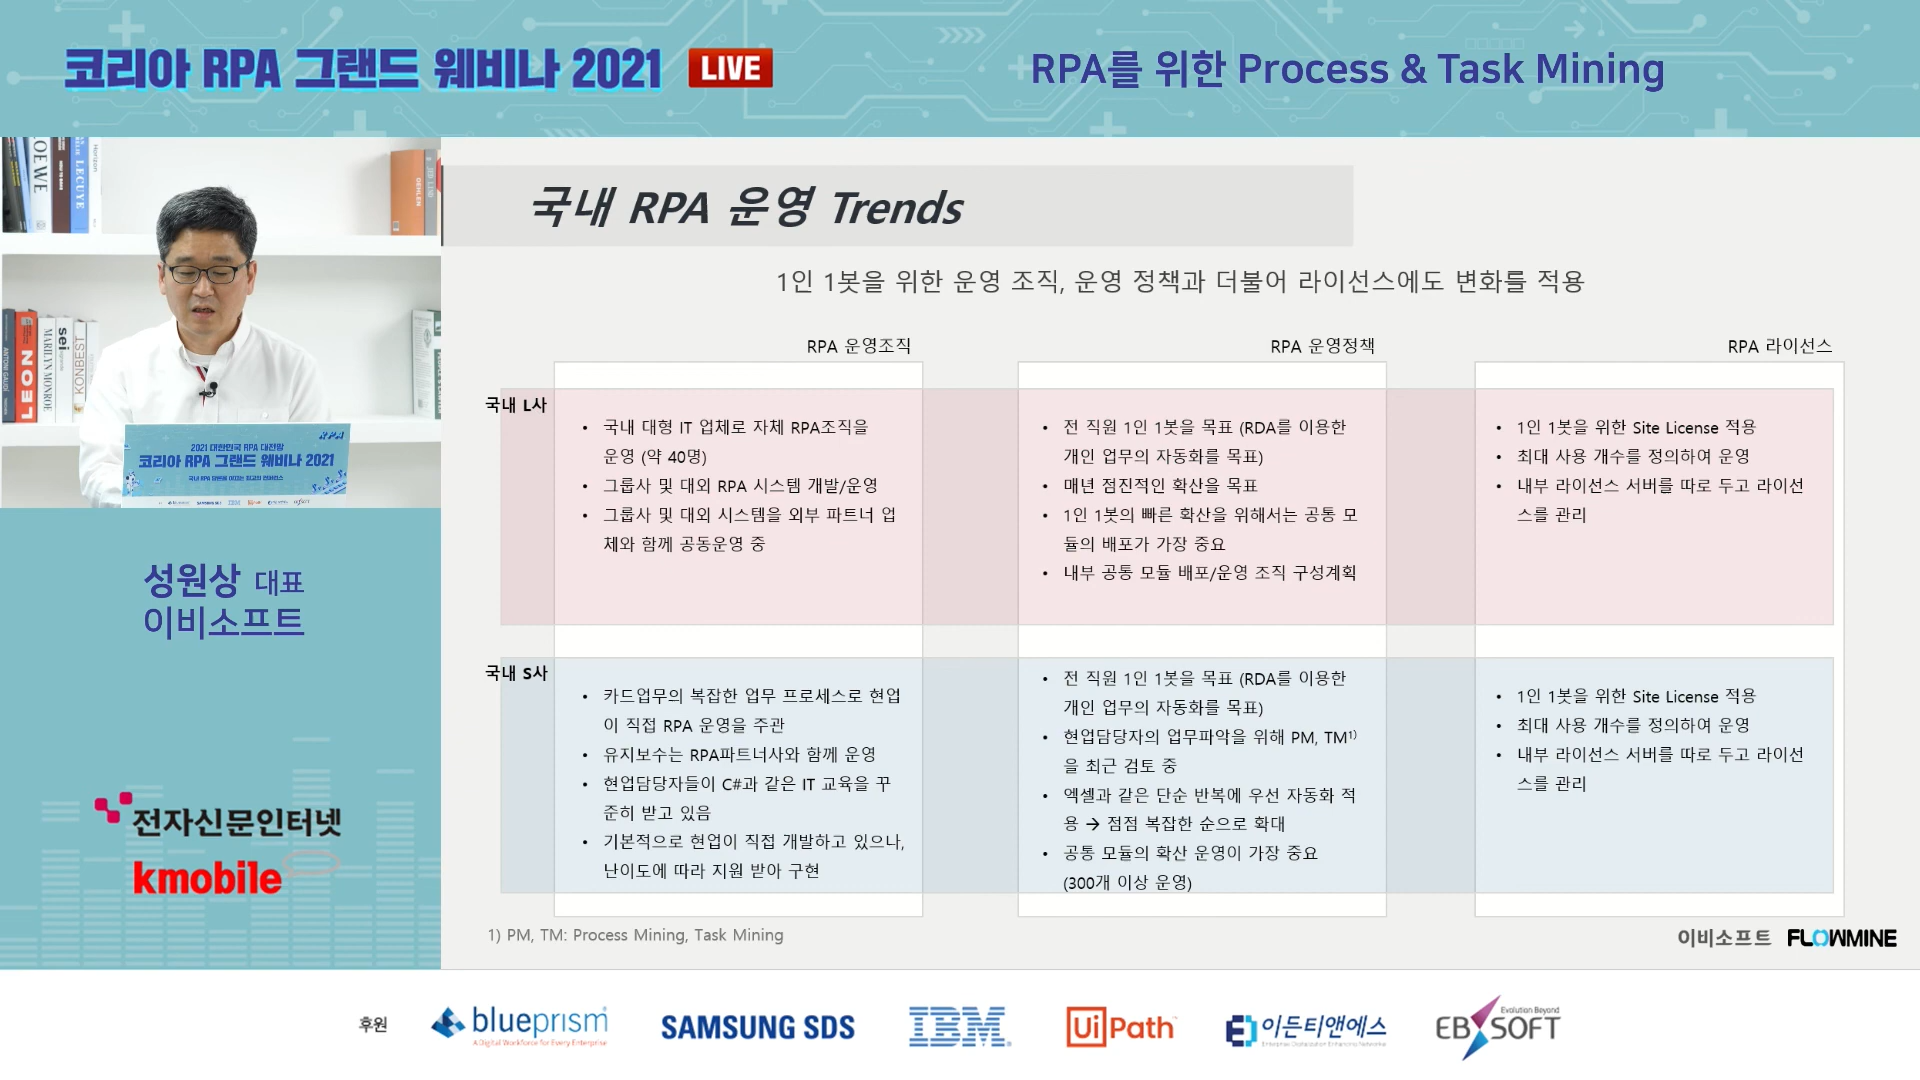 코리아 RPA 그랜드 웨비나 2021 LIVE
RPA를 위한 Process & Task Mining
OEWE
LECUYE
Horizon
OEHLEN
ANTONI GAUDI
LEON
MARILYN MONROE
sei
KONBEST
RPA
2021 대한민국 RPA 대전망
코리아 RPA 그랜드 웨비나 2021
성원상 대표
이비소프트
전자신문인터넷
kmobile
국내 RPA 운영 Trends
1인 1봇을 위한 운영 조직, 운영 정책과 더불어 라이선스에도 변화를 적용
RPA 운영조직
RPA 운영정책
RPA 라이선스
국내 L사
• 국내 대형 IT 업체로 자체 RPA조직을
운영 (약 40명)
• 그룹사 및 대외 RPA 시스템 개발/운영
• 그룹사 및 대외 시스템을 외부 파트너 업
체와 함께 공동운영 중
• 전 직원 1인 1봇을 목표 (RDA를 이용한
개인 업무의 자동화를 목표)
• 매년 점진적인 확산을 목표
• 1인 1봇의 빠른 확산을 위해서는 공통 모
듈의 배포가 가장 중요
• 내부 공통 모듈 배포/운영 조직 구성계획
• 1인 1봇을 위한 Site License 적용
• 최대 사용 개수를 정의하여 운영
• 내부 라이선스 서버를 따로 두고 라이선
스를 관리
국내 S사
• 카드업무의 복잡한 업무 프로세스로 현업
이 직접 RPA 운영을 주관
• 유지보수는 RPA파트너사와 함께 운영
• 현업담당자들이 C#과 같은 IT 교육을 꾸
준히 받고 있음
• 기본적으로 현업이 직접 개발하고 있으나,
난이도에 따라 지원 받아 구현
• 전 직원 1인 1봇을 목표 (RDA를 이용한
개인 업무의 자동화를 목표)
• 현업담당자의 업무파악을 위해 PM, TM1)
을 최근 검토 중
• 엑셀과 같은 단순 반복에 우선 자동화 적
용 → 점점 복잡한 순으로 확대
• 공통 모듈의 확산 운영이 가장 중요
(300개 이상 운영)
• 1인 1봇을 위한 Site License 적용
• 최대 사용 개수를 정의하여 운영
• 내부 라이선스 서버를 따로 두고 라이선
스를 관리
1) PM, TM: Process Mining, Task Mining
이비소프트 FLOWMINE
후원
blueprism
A Digital Workforce for Every Enterprise
SAMSUNG SDS
IBM
UiPath
이든티앤에스
EBSOFT
Evolution Beyond